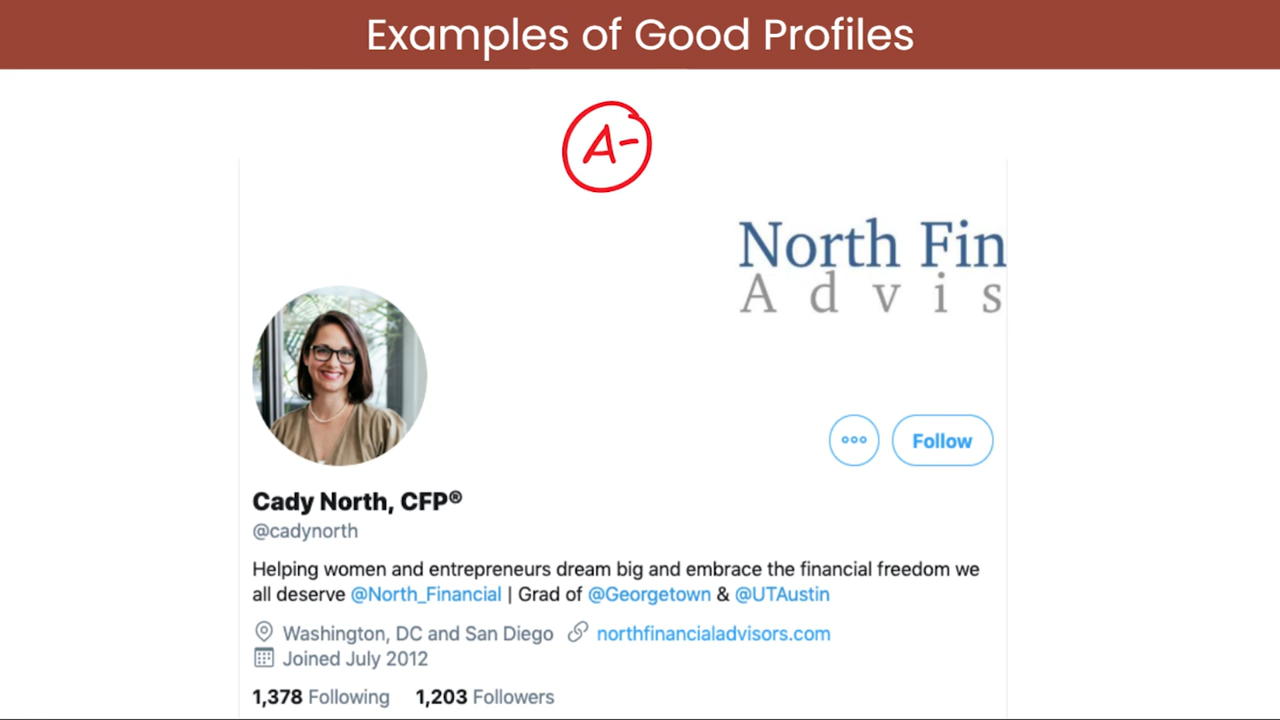 Examples of Good Profiles
A-
North Fin
Advis
Follow
Cady North, CFP®
@cadynorth
Helping women and entrepreneurs dream big and embrace the financial freedom we
all deserve @North_Financial | Grad of @Georgetown & @UTAustin
Washington, DC and San Diego northfinancialadvisors.com
Joined July 2012
1,378 Following 1,203 Followers